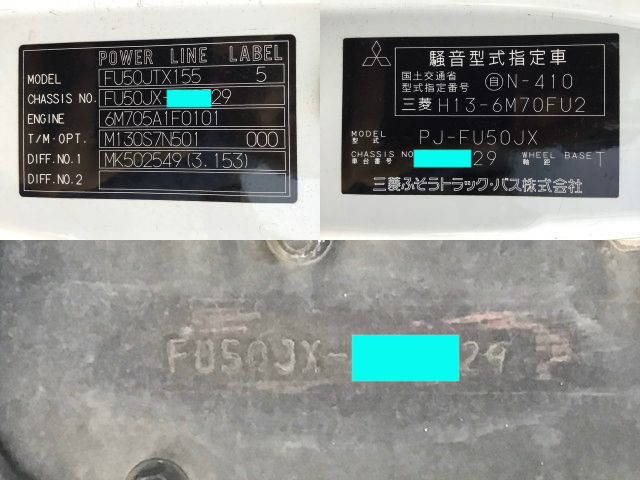 POWER LINE LABEL
MODEL FU50JTX155 5
CHASSIS NO. FU50JX- 29
ENGINE 6M705A1F0101
T/M・OPT. M130S7N501 000
DIFF.NO.1 MK502549 (3.153)
DIFF.NO.2
騒音型式指定車
国土交通省
型式指定番号 自N-410
三菱 H13-6M70FU2
MODEL
型式 PJ-FU50JX
CHASSIS NO
車台番号 29
WHEEL BASE
軸距 T
三菱ふそうトラック・バス株式会社
FU50JX- 29